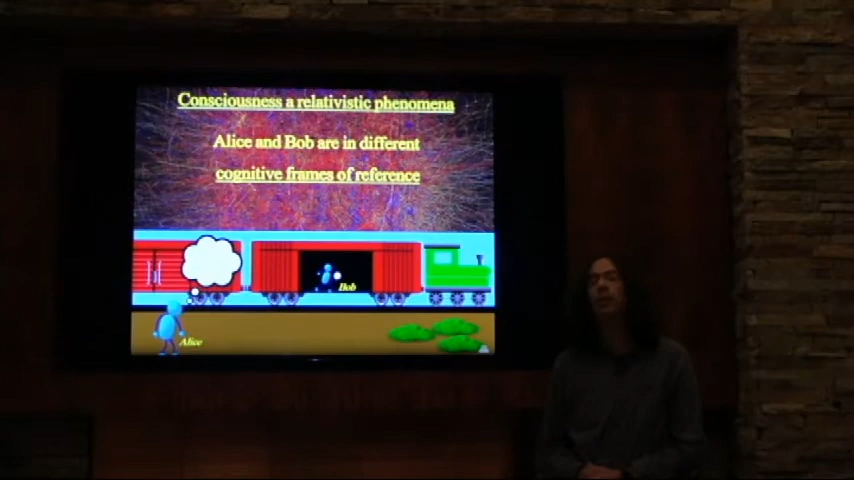 Consciousness a relativistic phenomena
Alice and Bob are in different
cognitive frames of reference
Bob
Alice